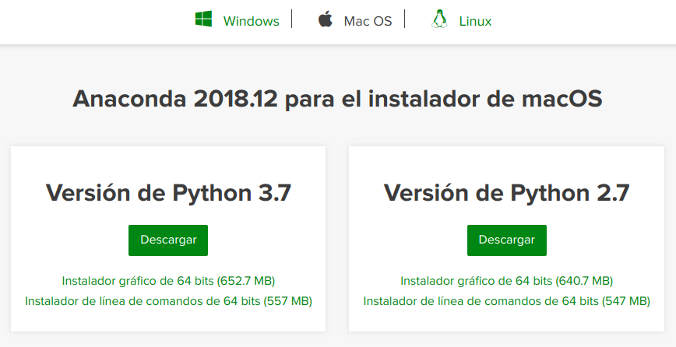 Windows Mac OS Linux
Anaconda 2018.12 para el instalador de macOS
Versión de Python 3.7
Descargar
Instalador gráfico de 64 bits (652.7 MB)
Instalador de línea de comandos de 64 bits (557 MB)
Versión de Python 2.7
Descargar
Instalador gráfico de 64 bits (640.7 MB)
Instalador de línea de comandos de 64 bits (547 MB)